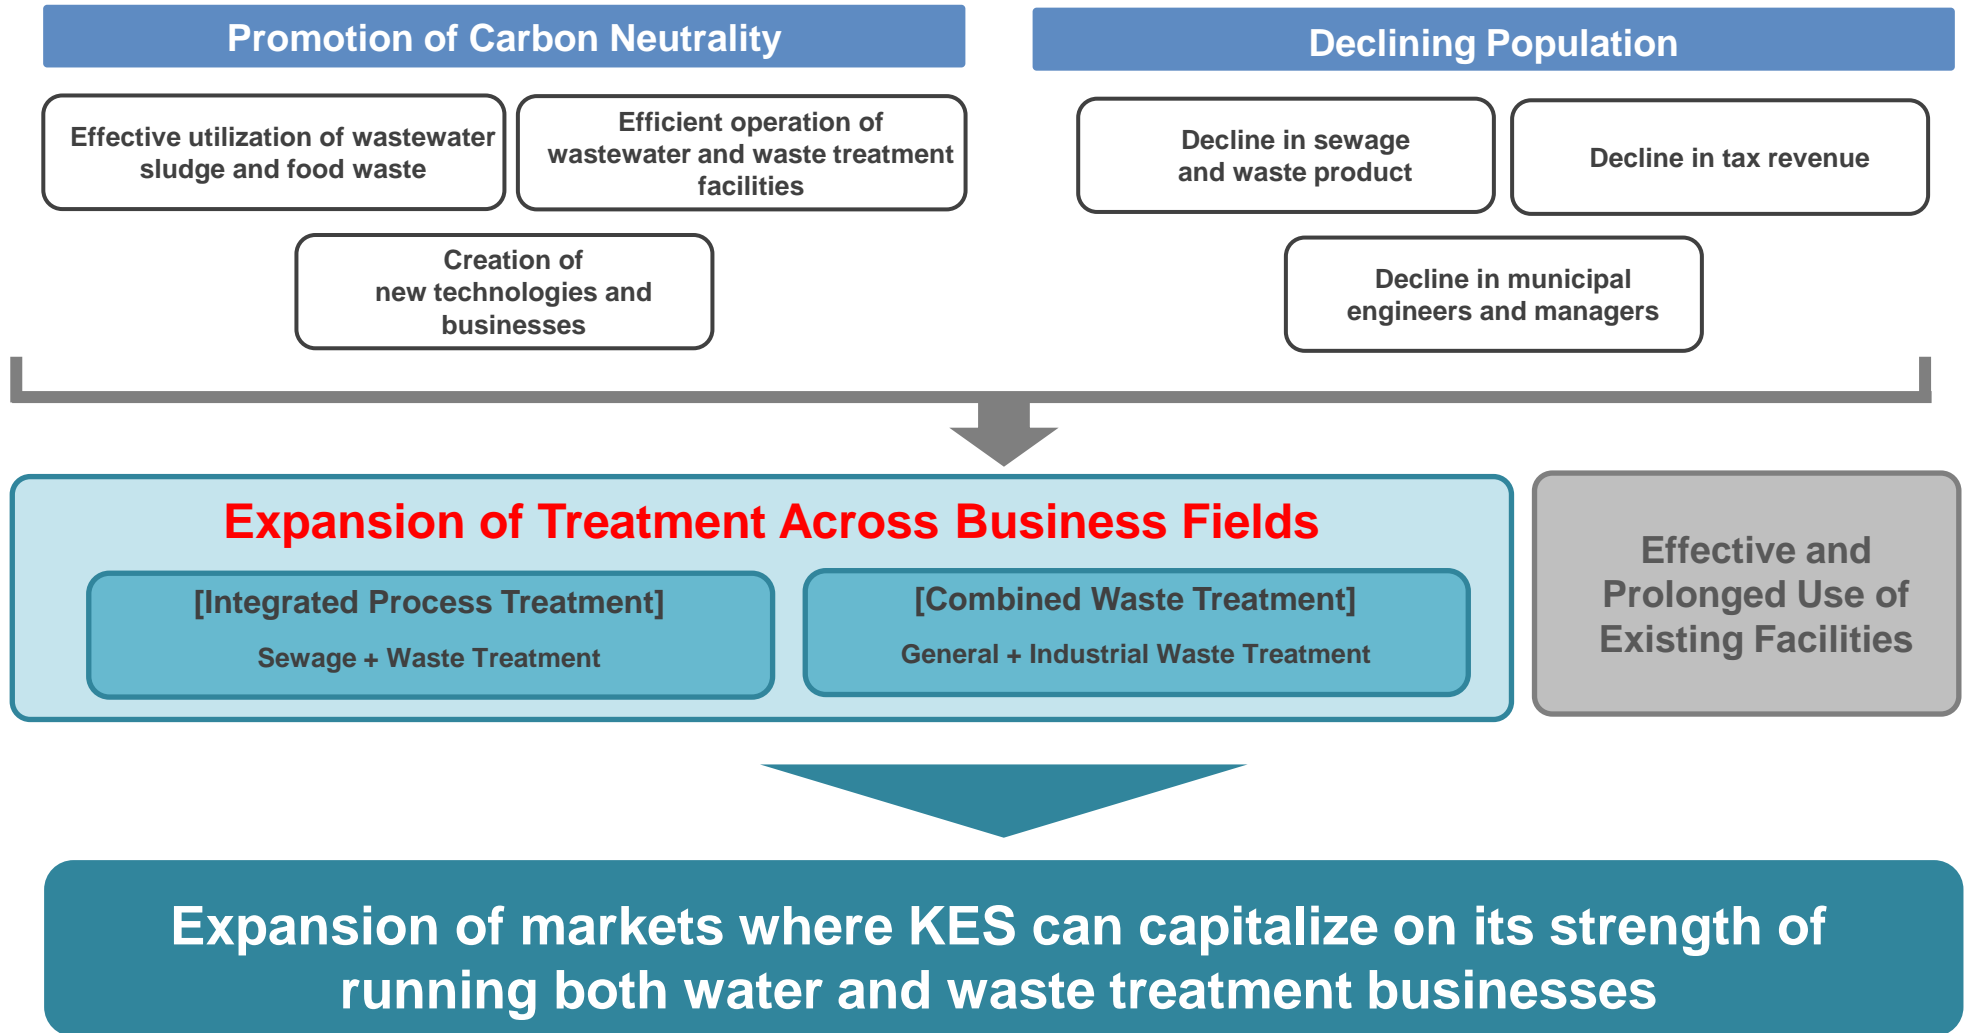 Promotion of Carbon Neutrality
Effective utilization of wastewater
sludge and food waste
Efficient operation of
wastewater and waste treatment
facilities
Creation of
new technologies and
businesses
Declining Population
Decline in sewage
and waste product
Decline in tax revenue
Decline in municipal
engineers and managers
Expansion of Treatment Across Business Fields
[Integrated Process Treatment]
Sewage + Waste Treatment
[Combined Waste Treatment]
General + Industrial Waste Treatment
Effective and
Prolonged Use of
Existing Facilities
Expansion of markets where KES can capitalize on its strength of
running both water and waste treatment businesses